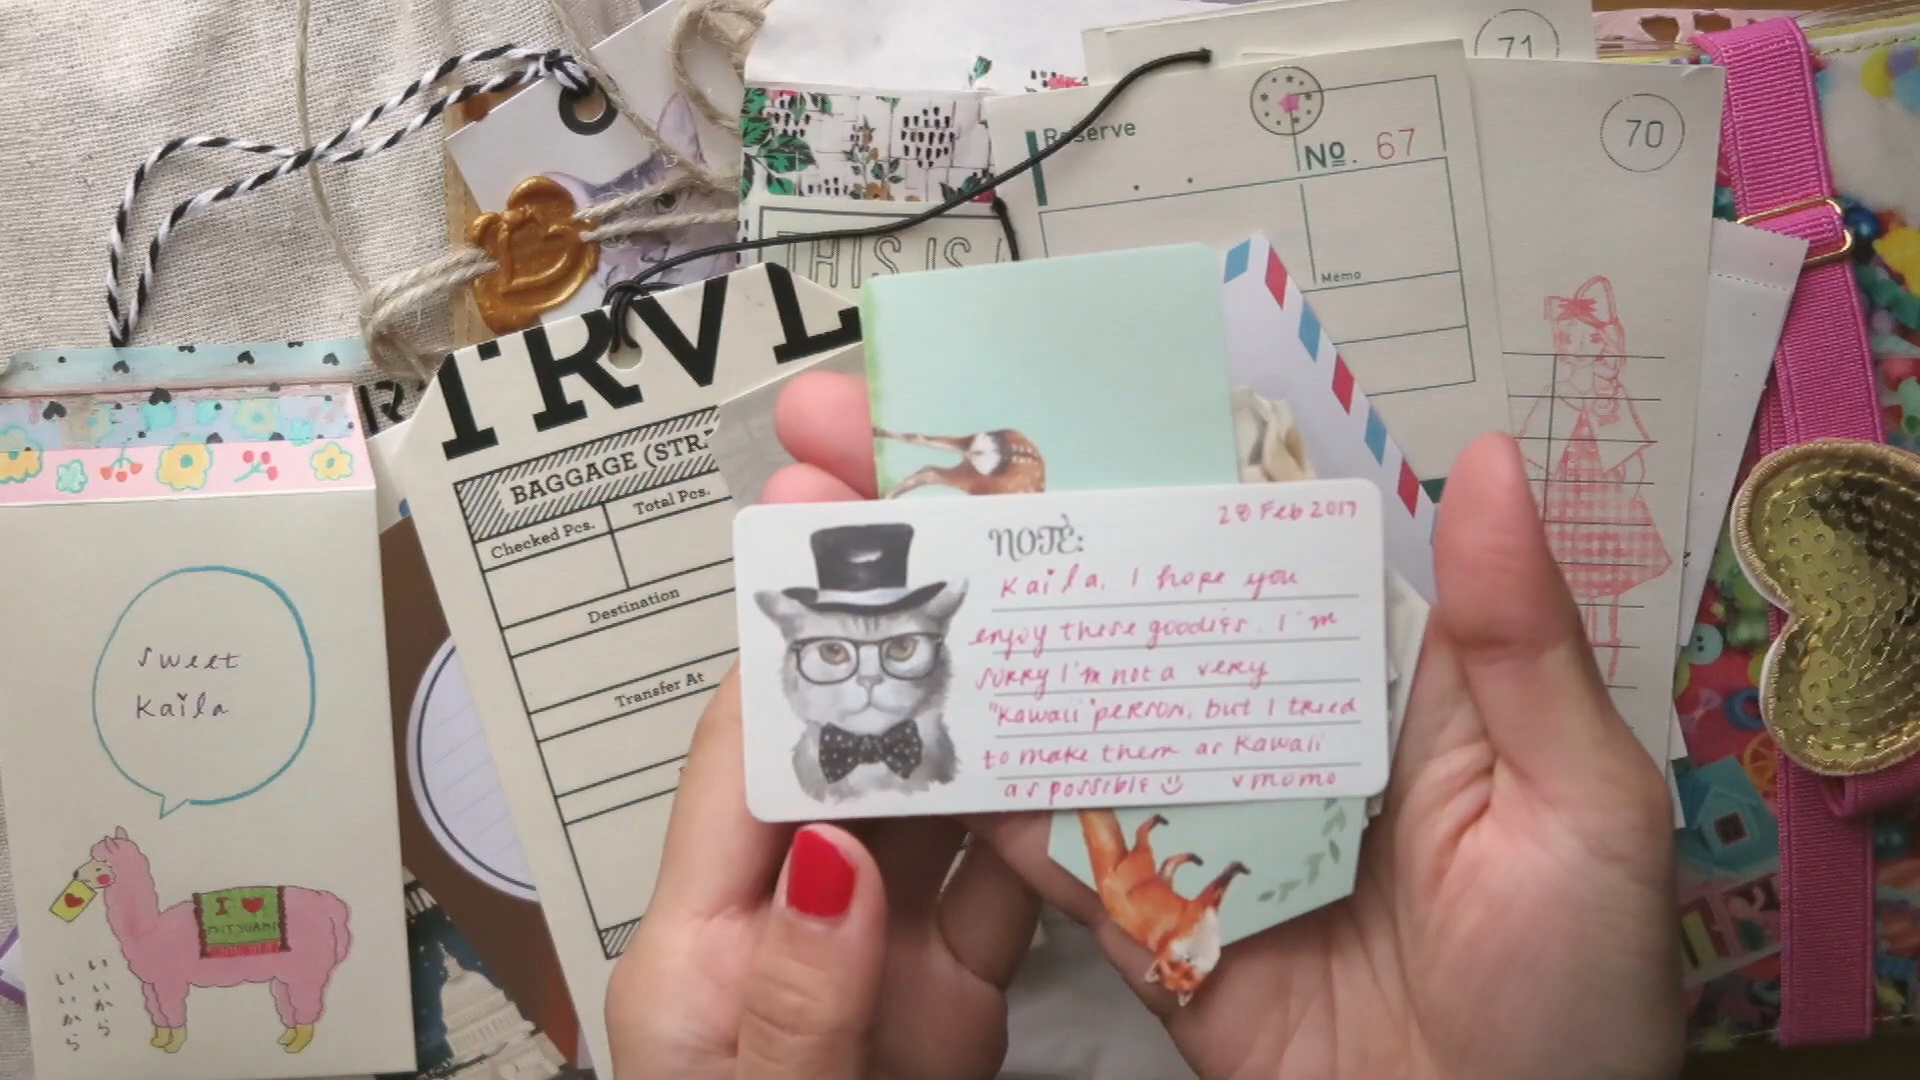 71
70
Reserve
No. 67
Memo
THIS IS A
TRVL
BAGGAGE (STR
Checked Pcs.
Total Pcs.
Destination
Transfer At
28 Feb 2017
NOTE:
Kaila, I hope you
enjoy these goodies. I'm
sorry I'm not a very
"Kawaii" person, but I tried
to make them as Kawaii
as possible ☺ ♥ momo
sweet
Kaila
I ♥
MITSUAMI
いいから
いいから